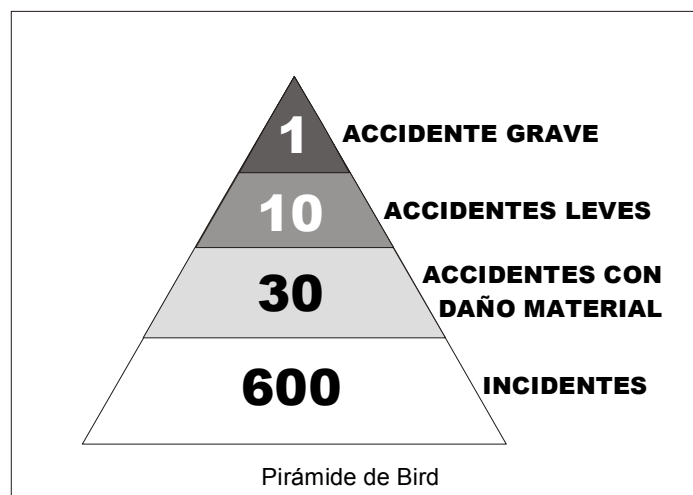 1
ACCIDENTE GRAVE
10
ACCIDENTES LEVES
30
ACCIDENTES CON
DAÑO MATERIAL
600
INCIDENTES
Pirámide de Bird